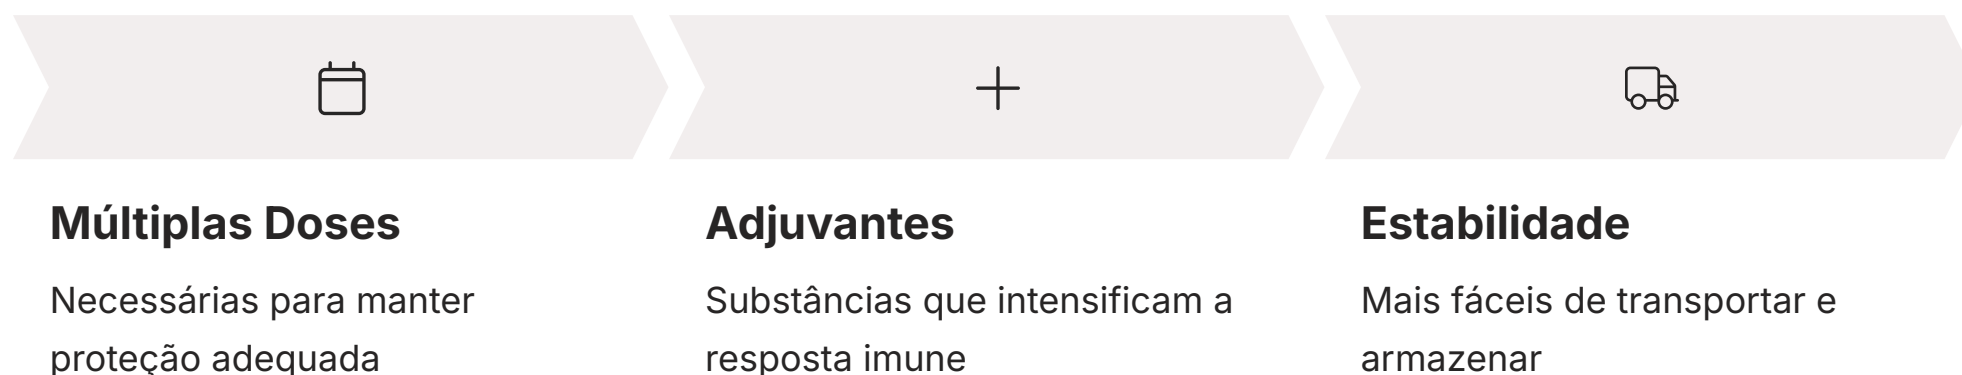 Múltiplas Doses
Necessárias para manter
proteção adequada
Adjuvantes
Substâncias que intensificam a
resposta imune
Estabilidade
Mais fáceis de transportar e
armazenar